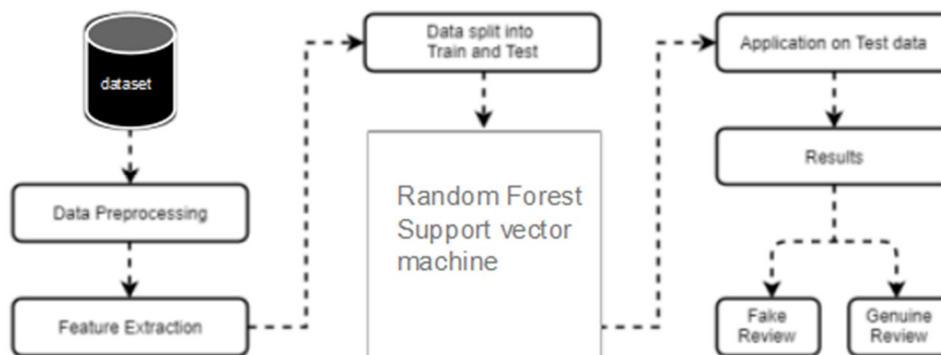 dataset
Data Preprocessing
Feature Extraction
Data split into
Train and Test
Random Forest
Support vector
machine
Application on Test data
Results
Fake
Review
Genuine
Review